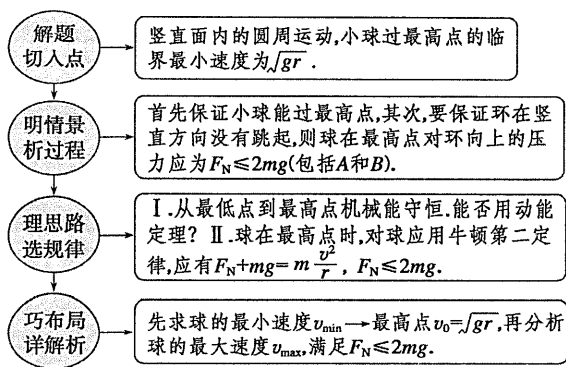 解题
切入点
竖直面内的圆周运动,小球过最高点的临
界最小速度为√gr .
明情景
析过程
首先保证小球能过最高点,其次,要保证环在竖
直方向没有跳起,则球在最高点对环向上的压
力应为F_N≤2mg(包括A和B).
理思路
选规律
Ⅰ.从最低点到最高点机械能守恒.能否用动能
定理? Ⅱ.球在最高点时,对球应用牛顿第二定
律,应有F_N+mg=m v²/r , F_N≤2mg.
巧布局
详解析
先求球的最小速度v_min→最高点v₀=√gr,再分析
球的最大速度v_max,满足F_N≤2mg.